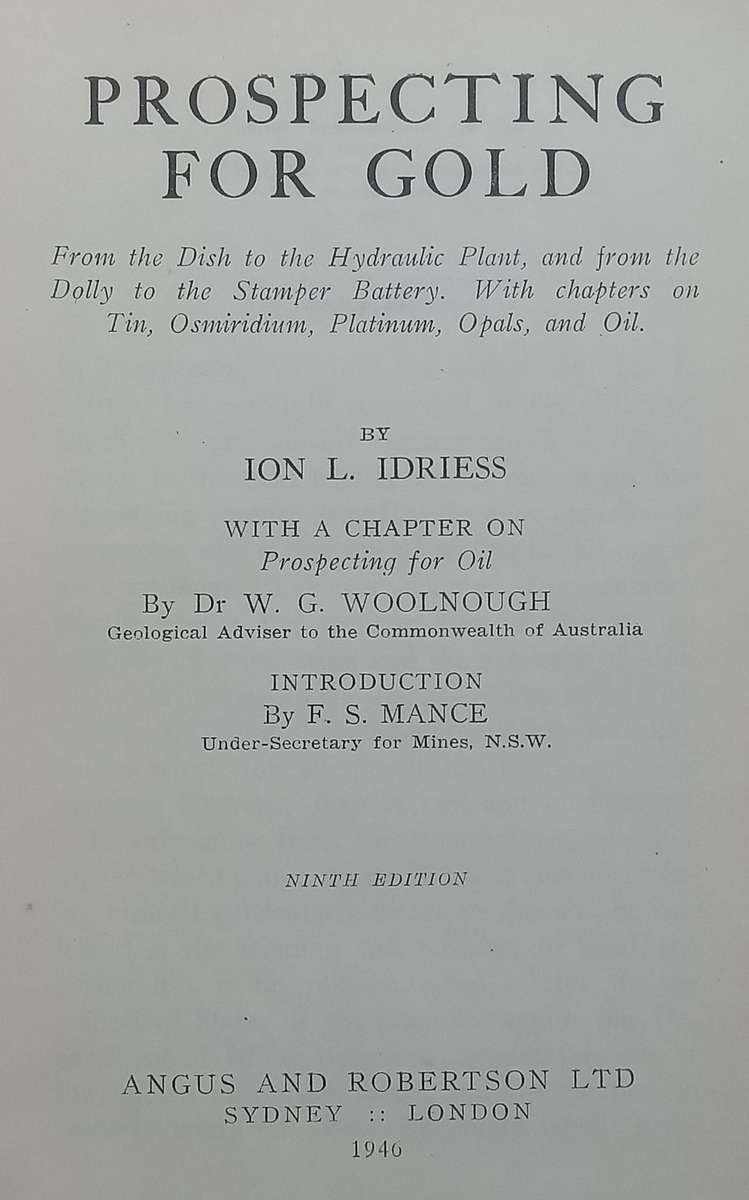 PROSPECTING
FOR GOLD
From the Dish to the Hydraulic Plant, and from the
Dolly to the Stamper Battery. With chapters on
Tin, Osmiridium, Platinum, Opals, and Oil.
BY
ION L. IDRIESS
WITH A CHAPTER ON
Prospecting for Oil
By Dr W. G. WOOLNOUGH
Geological Adviser to the Commonwealth of Australia
INTRODUCTION
By F. S. MANCE
Under-Secretary for Mines, N.S.W.
NINTH EDITION
ANGUS AND ROBERTSON LTD
SYDNEY :: LONDON
1946